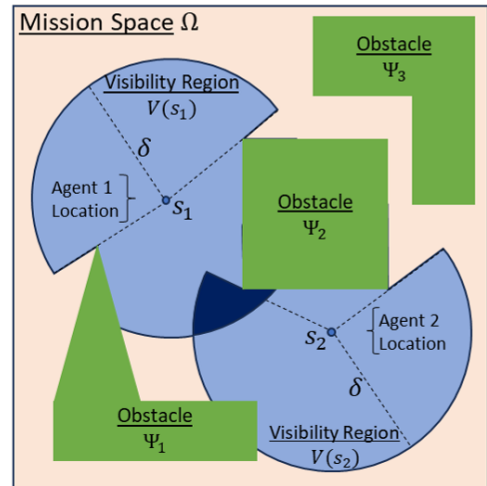 Mission Space Ω
Obstacle
Ψ₃
Visibility Region
V(s₁)
δ
Agent 1
Location
s₁
Obstacle
Ψ₂
s₂
Agent 2
Location
δ
Obstacle
Ψ₁
Visibility Region
V(s₂)